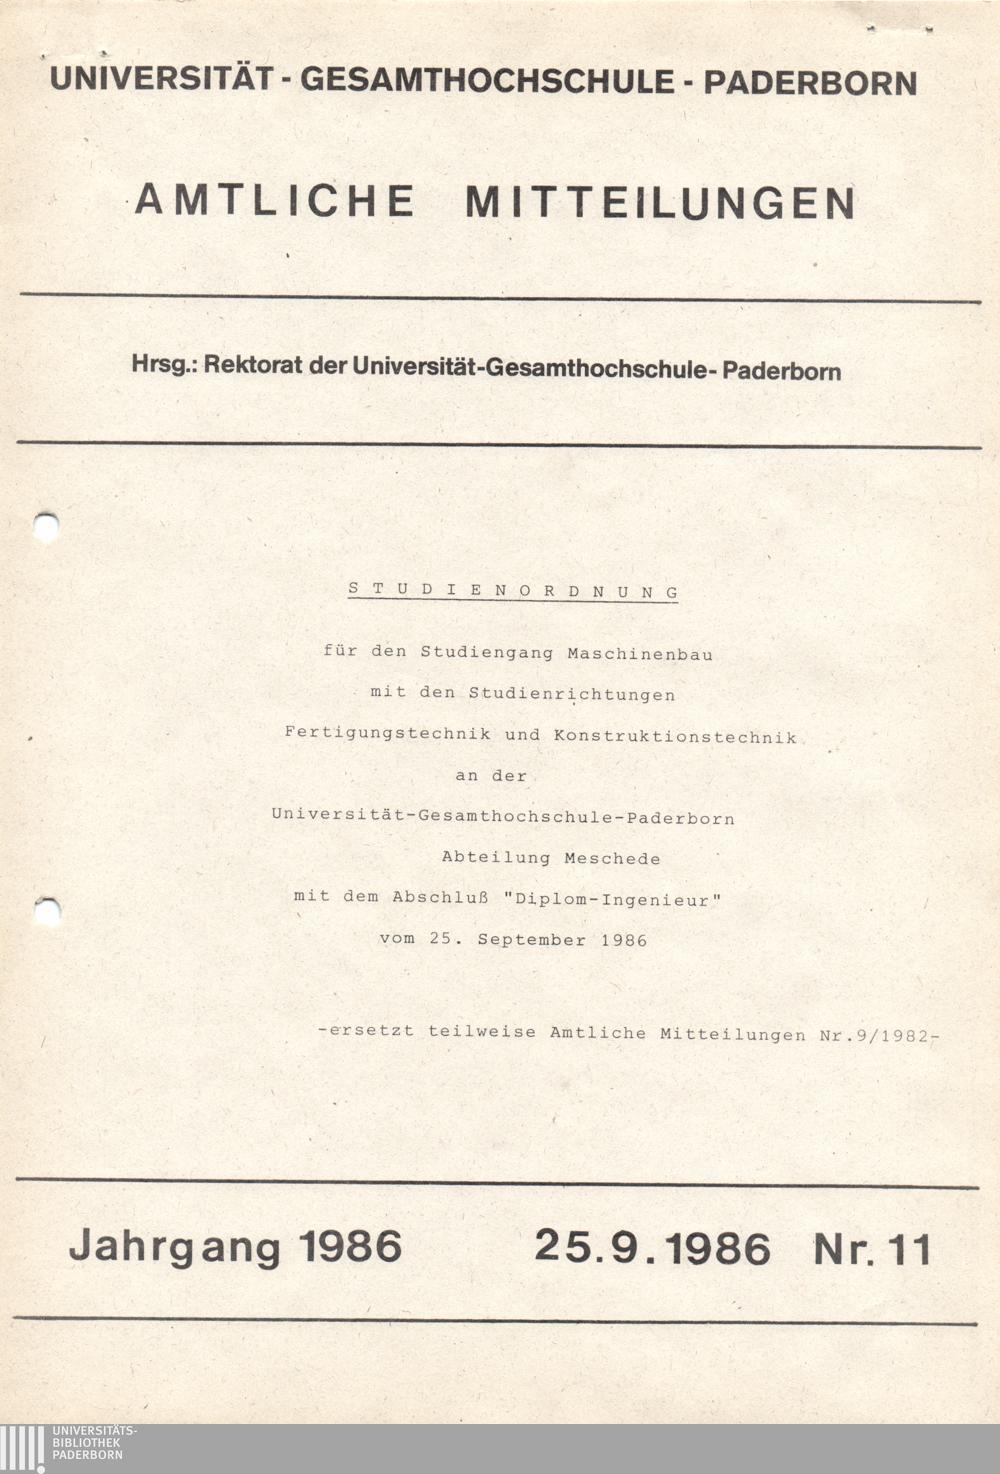 UNIVERSITÄT - GESAMTHOCHSCHULE - PADERBORN
AMTLICHE MITTEILUNGEN
Hrsg.: Rektorat der Universität-Gesamthochschule- Paderborn
STUDIENORDNUNG
für den Studiengang Maschinenbau
mit den Studienrichtungen
Fertigungstechnik und Konstruktionstechnik
an der
Universität-Gesamthochschule-Paderborn
Abteilung Meschede
mit dem Abschluß "Diplom-Ingenieur"
vom 25. September 1986
-ersetzt teilweise Amtliche Mitteilungen Nr.9/1982-
Jahrgang 1986 25.9.1986 Nr. 11
UNIVERSITÄTS-
BIBLIOTHEK
PADERBORN